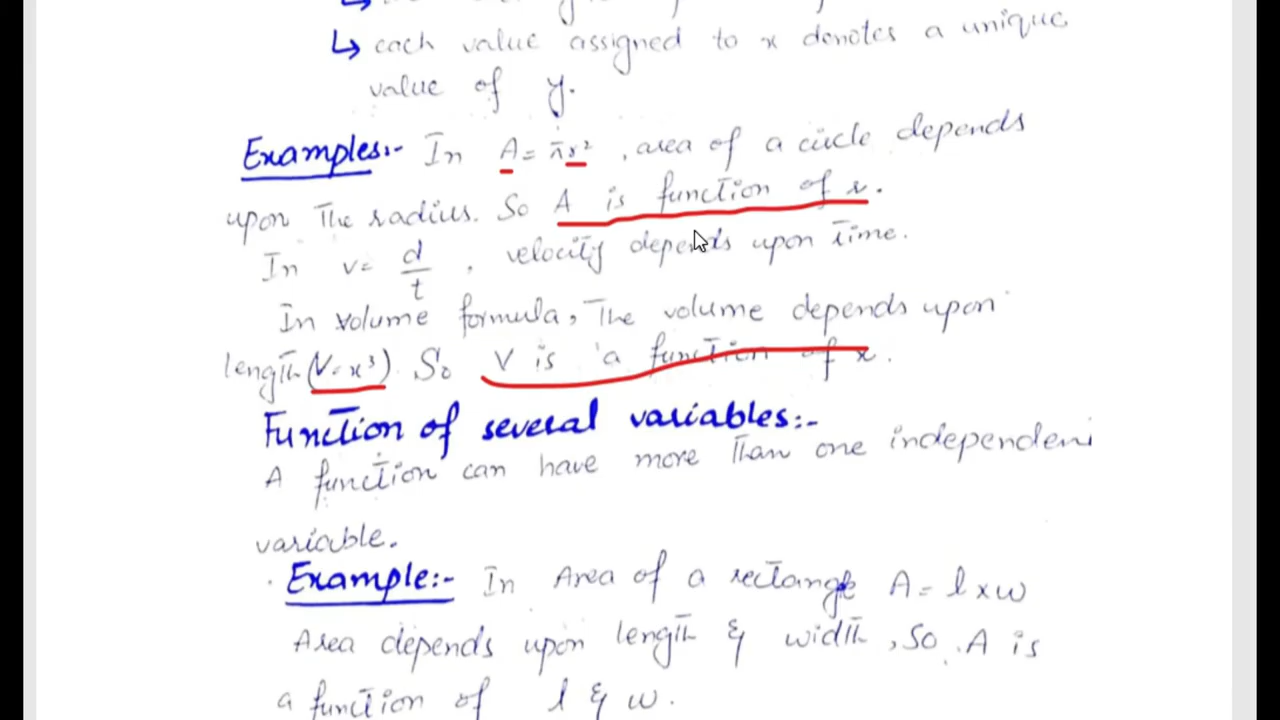 ↳ each value assigned to x denotes a unique
value of y.
Examples:- In A = πr², area of a circle depends
upon The radius. So A is function of r.
In v = d/t, velocity depends upon time.
In volume formula, The volume depends upon
length (V = x³). So V is a function of x.
Function of several variables:-
A function can have more Than one independent
variable.
Example:- In Area of a rectangle A = l x w
Area depends upon length & width, So A is
a function of l & w.